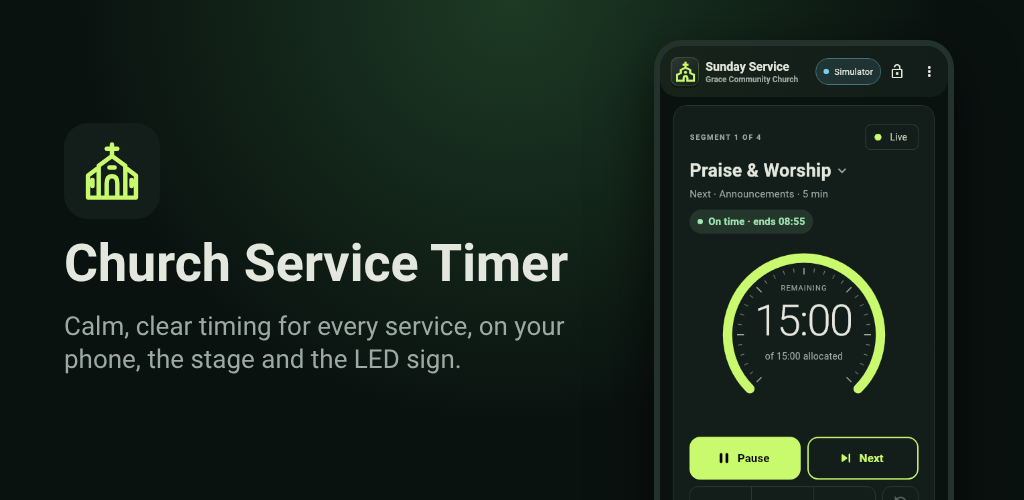 Church Service Timer
Calm, clear timing for every service, on your
phone, the stage and the LED sign.
Sunday Service
Grace Community Church
Simulator
SEGMENT 1 OF 4
Live
Praise & Worship
Next · Announcements · 5 min
On time · ends 08:55
REMAINING
15:00
of 15:00 allocated
Pause
Next